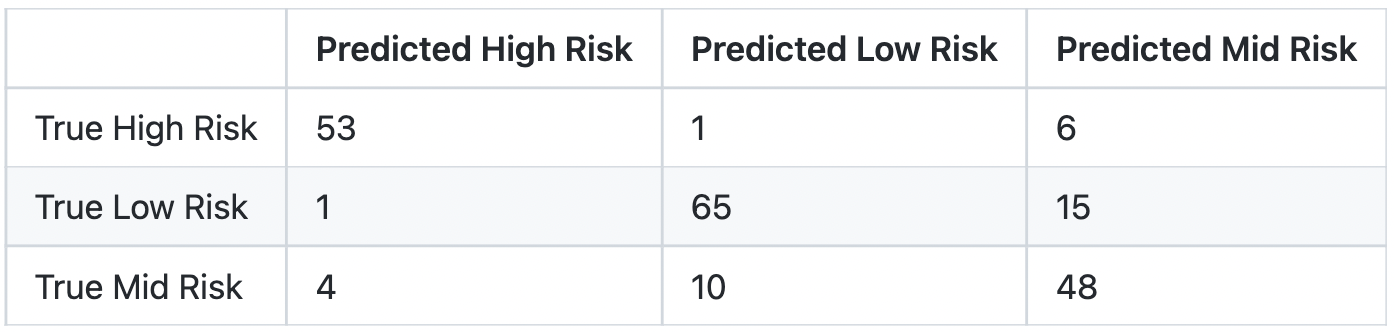 Predicted High Risk Predicted Low Risk Predicted Mid Risk
True High Risk 53 1 6
True Low Risk 1 65 15
True Mid Risk 4 10 48